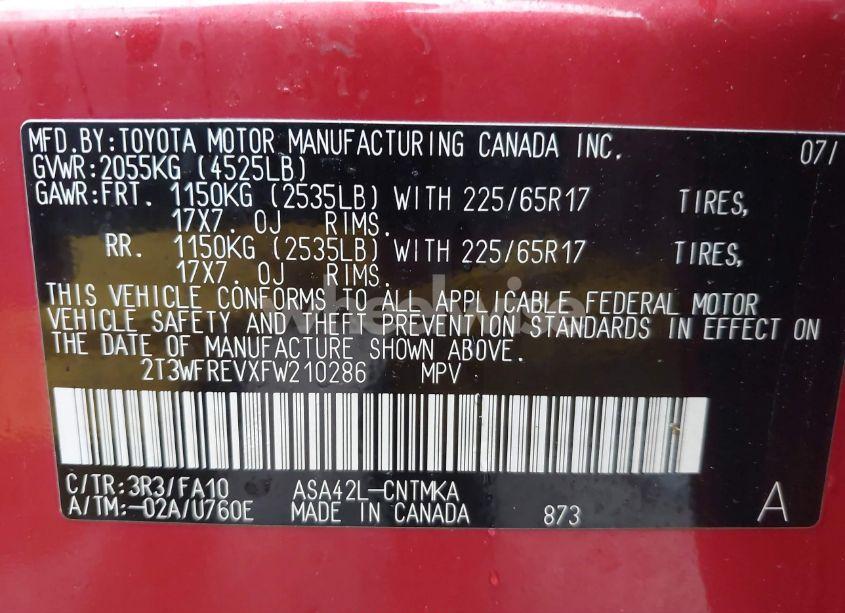 MFD.BY:TOYOTA MOTOR MANUFACTURING CANADA INC. 07/
GVWR:2055KG (4525LB)
GAWR:FRT. 1150KG (2535LB) WITH 225/65R17 TIRES,
17X7. 0J RIMS.
RR. 1150KG (2535LB) WITH 225/65R17 TIRES,
17X7. 0J RIMS.
THIS VEHICLE CONFORMS TO ALL APPLICABLE FEDERAL MOTOR
VEHICLE SAFETY AND THEFT PREVENTION STANDARDS IN EFFECT ON
THE DATE OF MANUFACTURE SHOWN ABOVE.
wheelwise
2T3WFREVXFW210286 MPV
C/TR:3R3/FA10 ASA42L-CNTMKA
A/TM:-02A/U760E MADE IN CANADA 873 A